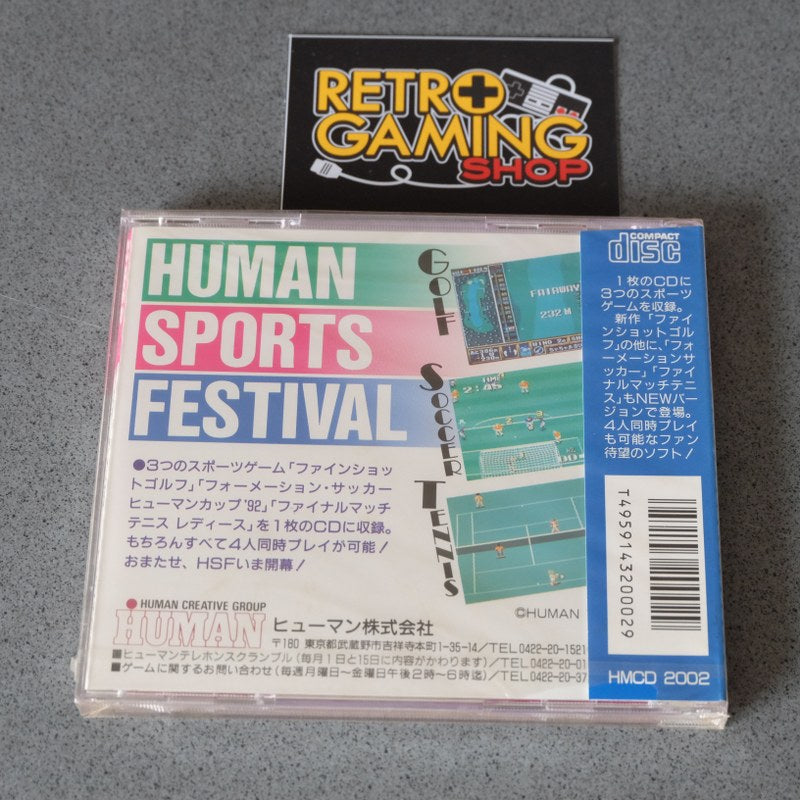 RETRO
GAMING
SHOP
HUMAN
SPORTS
FESTIVAL
GOLF SOCCER TENNIS
FAIRWAY
232 M
●3つのスポーツゲーム「ファインショッ
トゴルフ」「フォーメーション・サッカー
ヒューマンカップ'92」「ファイナルマッチ
テニス レディース」を1枚のCDに収録。
もちろんすべて4人同時プレイが可能!
おまたせ、HSFいま開幕!
©HUMAN
HUMAN CREATIVE GROUP
HUMAN ヒューマン株式会社
〒180 東京都武蔵野市吉祥寺本町1-35-14/TEL0422-20-1521
■ヒューマンテレホンスクランブル(毎月1日と15日に内容がかわります)/TEL0422-20-01
■ゲームに関するお問い合わせ(毎週月曜日〜金曜日午後2時〜6時迄)/TEL0422-20-37
COMPACT
disc
1枚のCDに
3つのスポーツ
ゲームを収録。
新作「ファイ
ンショットゴル
フ」の他に、「フォ
ーメーションサ
ッカー」「ファイ
ナルマッチテニ
ス」もNEWバー
ジョンで登場。
4人同時プレイ
も可能なファン
待望のソフト!
T4959143200029
HMCD 2002